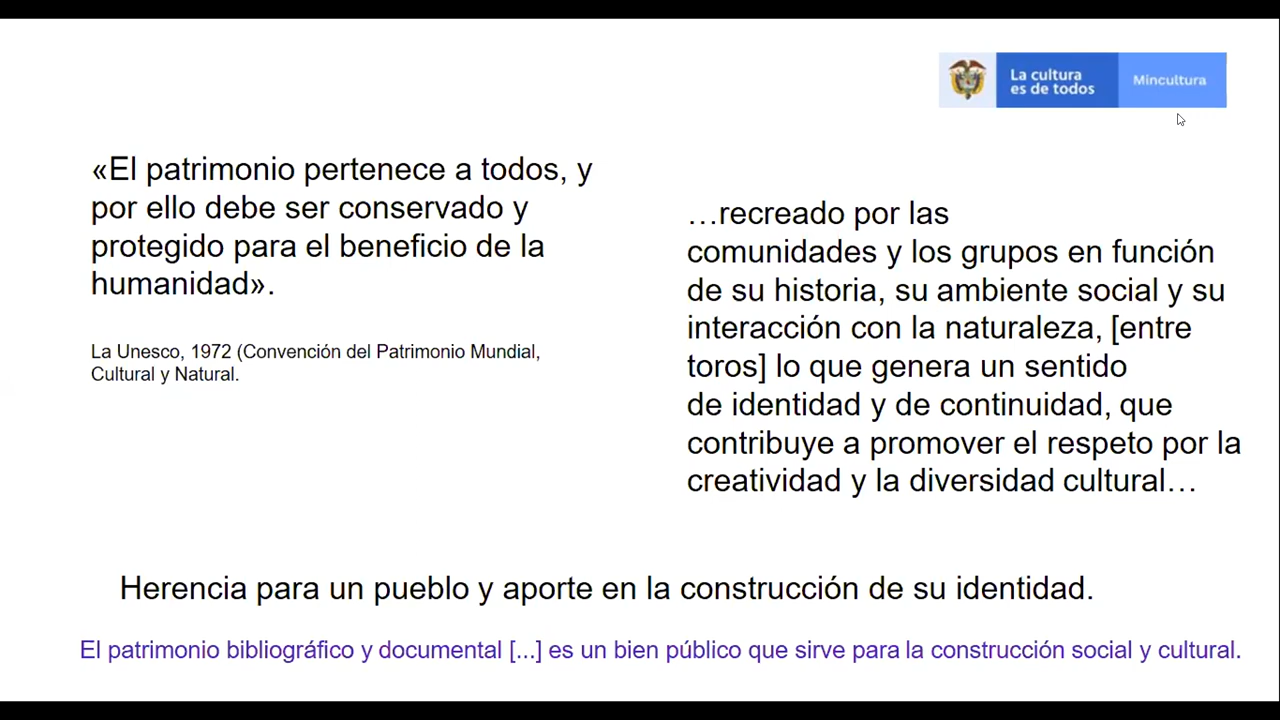 La cultura
es de todos
Mincultura
«El patrimonio pertenece a todos, y
por ello debe ser conservado y
protegido para el beneficio de la
humanidad».
La Unesco, 1972 (Convención del Patrimonio Mundial,
Cultural y Natural.
…recreado por las
comunidades y los grupos en función
de su historia, su ambiente social y su
interacción con la naturaleza, [entre
toros] lo que genera un sentido
de identidad y de continuidad, que
contribuye a promover el respeto por la
creatividad y la diversidad cultural…
Herencia para un pueblo y aporte en la construcción de su identidad.
El patrimonio bibliográfico y documental [...] es un bien público que sirve para la construcción social y cultural.